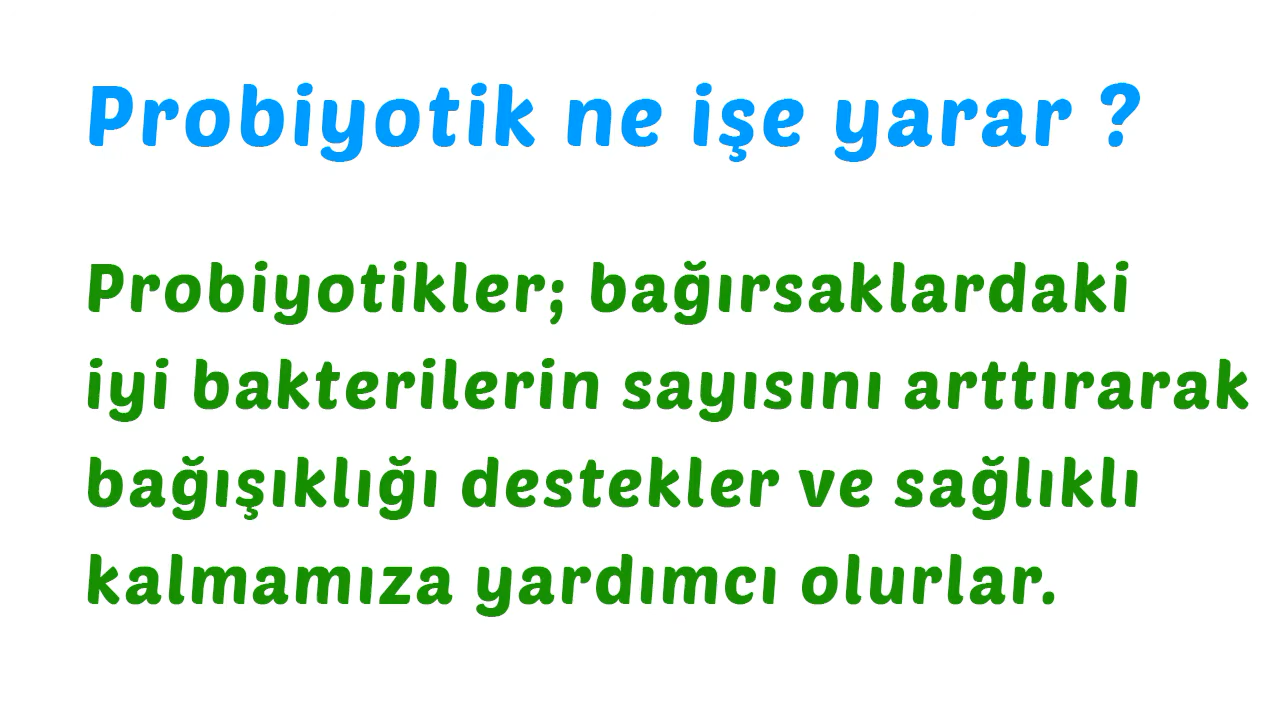 Probiyotik ne işe yarar ?
Probiyotikler; bağırsaklardaki
iyi bakterilerin sayısını arttırarak
bağışıklığı destekler ve sağlıklı
kalmamıza yardımcı olurlar.